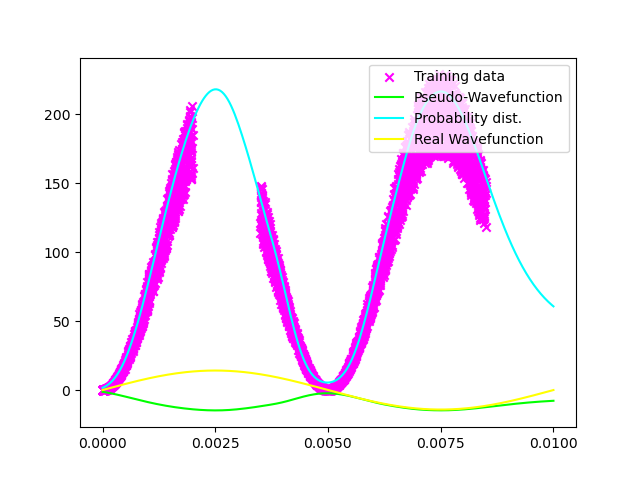 Training data
Pseudo-Wavefunction
Probability dist.
Real Wavefunction
200
150
100
50
0
0.0000 0.0025 0.0050 0.0075 0.0100